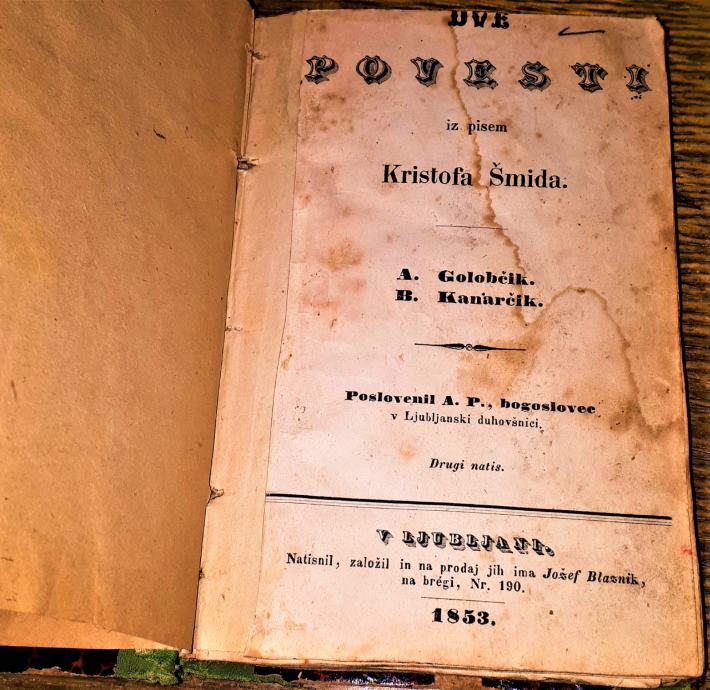 DVE
POVESTI
iz pisem
Kristofa Šmida.
A. Golobčik.
B. Kanarčik.
Poslovenil A. P., bogoslovec
v Ljubljanski duhovšnici.
Drugi natis.
V LJUBLJANI.
Natisnil, založil in na prodaj jih ima Jožef Blaznik,
na brégi, Nr. 190.
1853.